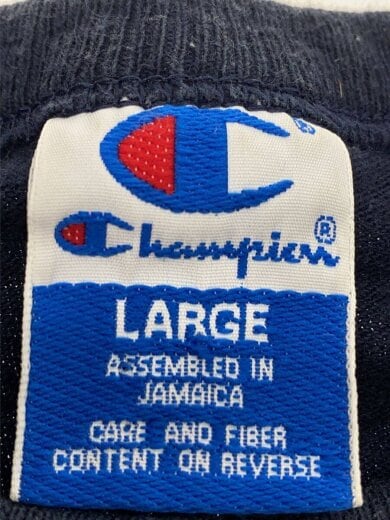 Champion®
LARGE
ASSEMBLED IN
JAMAICA
CARE AND FIBER
CONTENT ON REVERSE